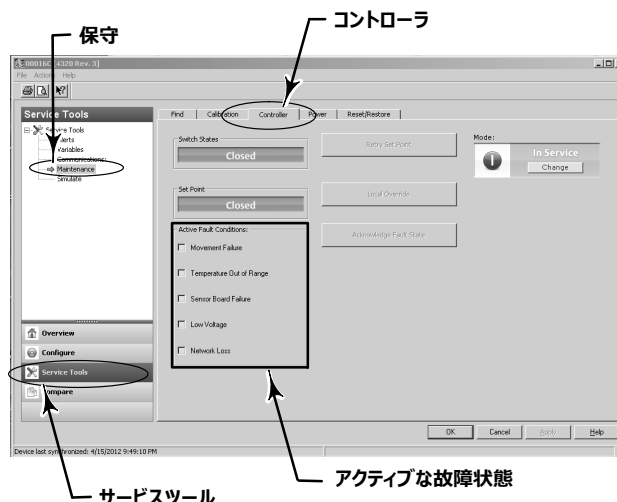 コントローラ
保守
4320 Rev. 3]
File Actions Help
Service Tools
Find Calibration Controller Power Reset/Restore
Service Tools
Alerts
Variables
Communications
Maintenance
Simulate
Switch States
Closed
Retry Set Point
Mode:
In Service
Change
Set Point
Closed
Local Override
Active Fault Conditions:
Acknowledge Fault State
Movement Failure
Temperature Out of Range
Sensor Board Failure
Low Voltage
Network Loss
Overview
Configure
Service Tools
Compare
OK Cancel Apply Help
Device last synchronized: 4/15/2012 9:49:10 PM
アクティブな故障状態
サービスツール